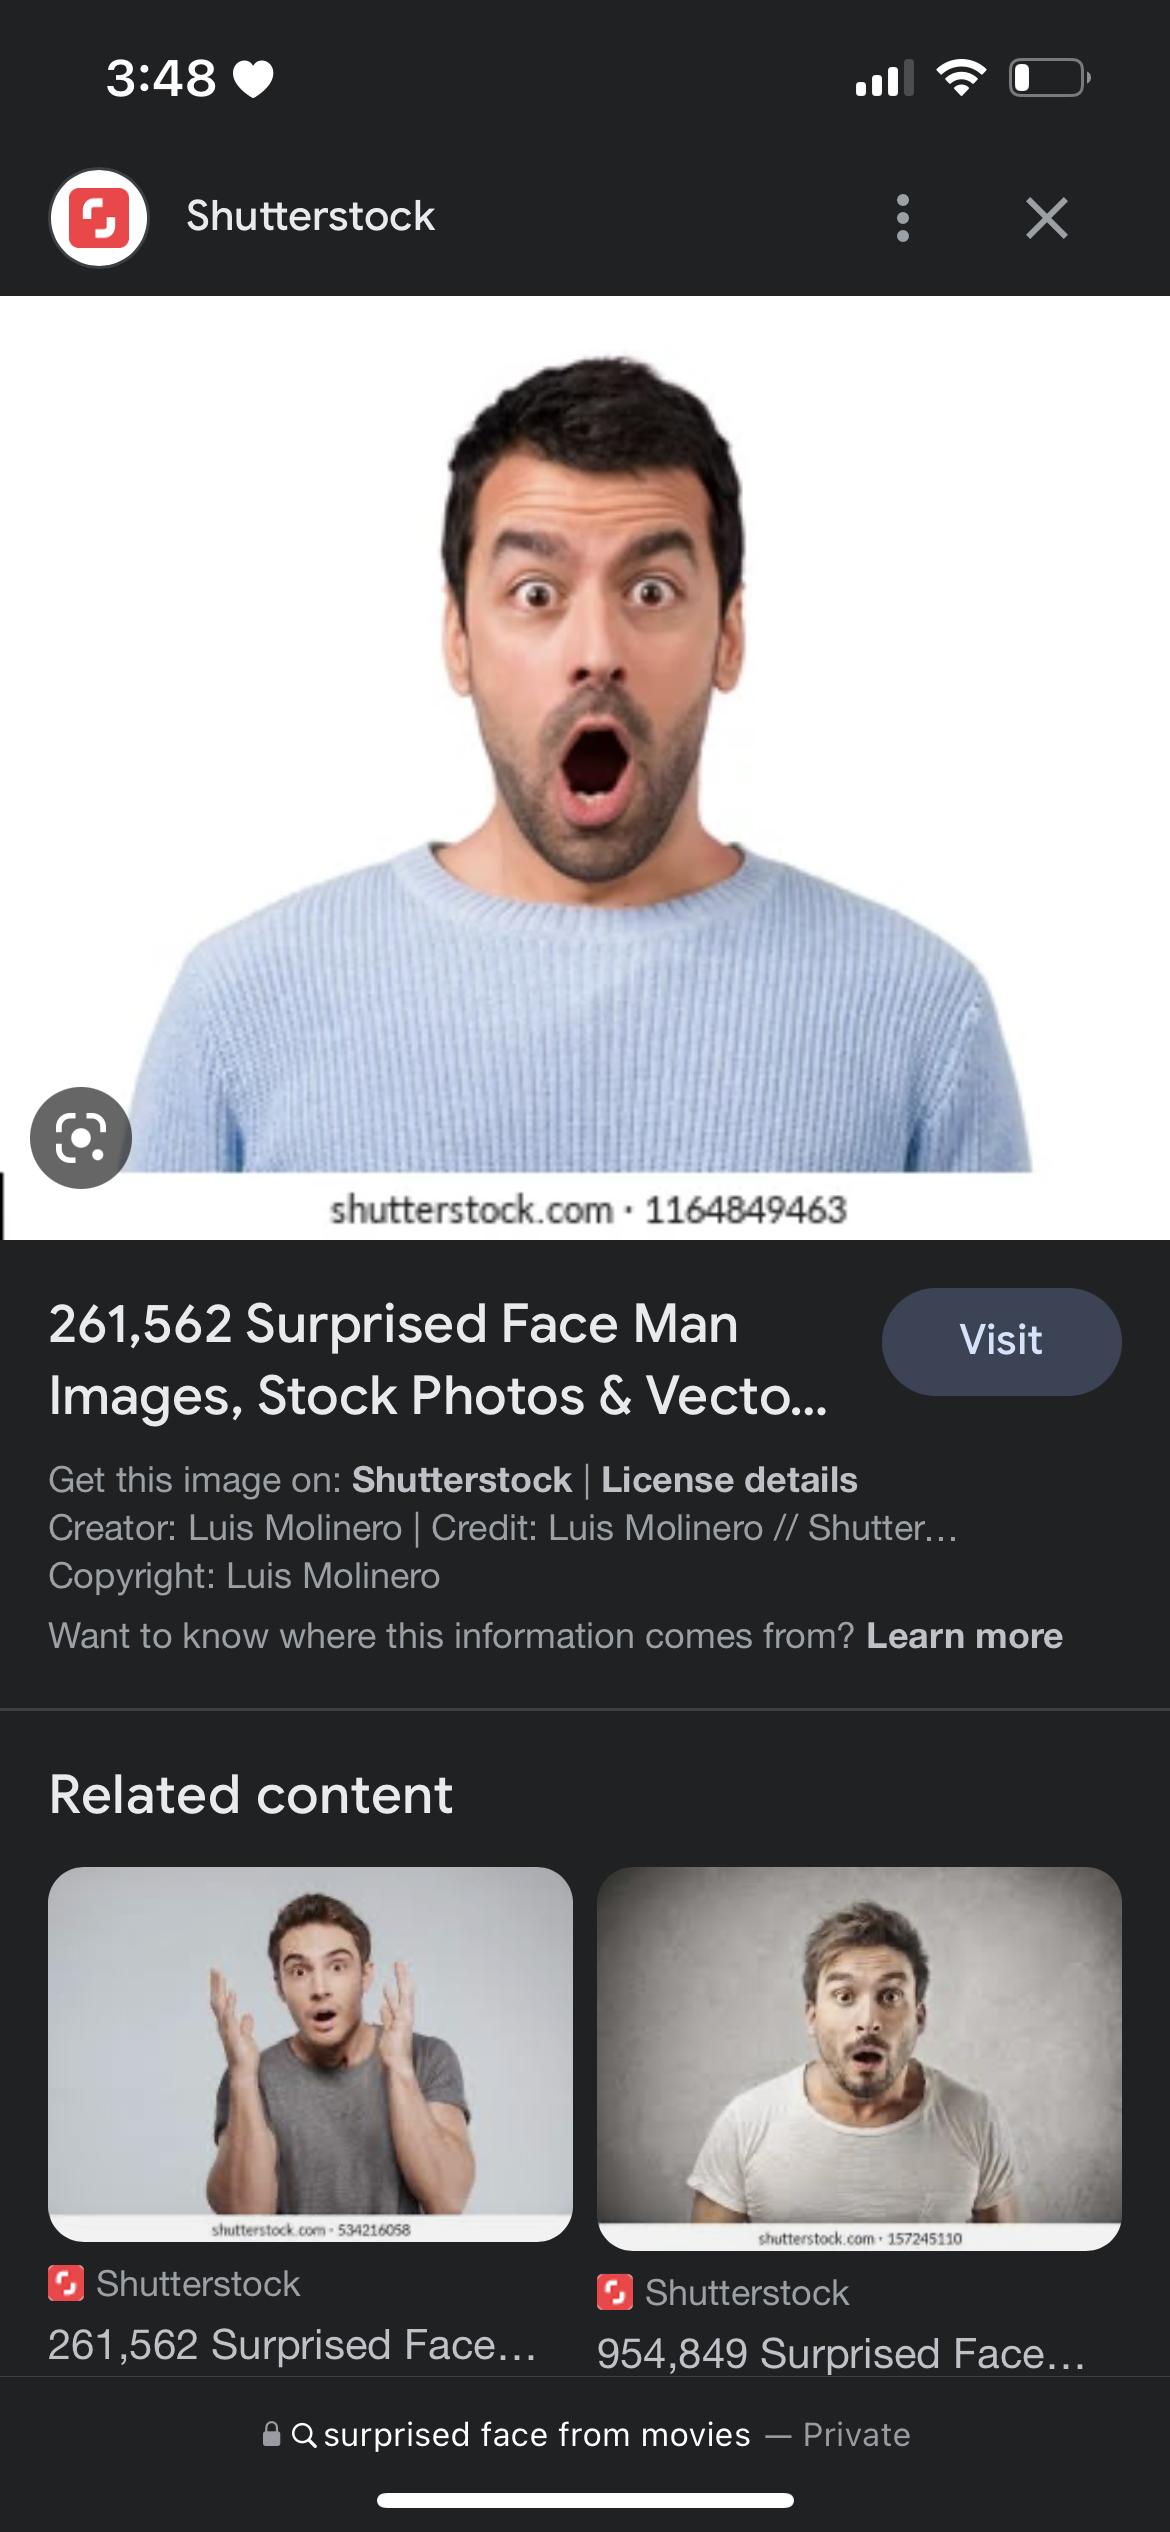 3:48
Shutterstock
shutterstock.com · 1164849463
261,562 Surprised Face Man
Images, Stock Photos & Vecto...
Visit
Get this image on: Shutterstock | License details
Creator: Luis Molinero | Credit: Luis Molinero // Shutter...
Copyright: Luis Molinero
Want to know where this information comes from? Learn more
Related content
shutterstock.com · 534216058
Shutterstock
261,562 Surprised Face...
shutterstock.com · 157245110
Shutterstock
954,849 Surprised Face...
surprised face from movies — Private